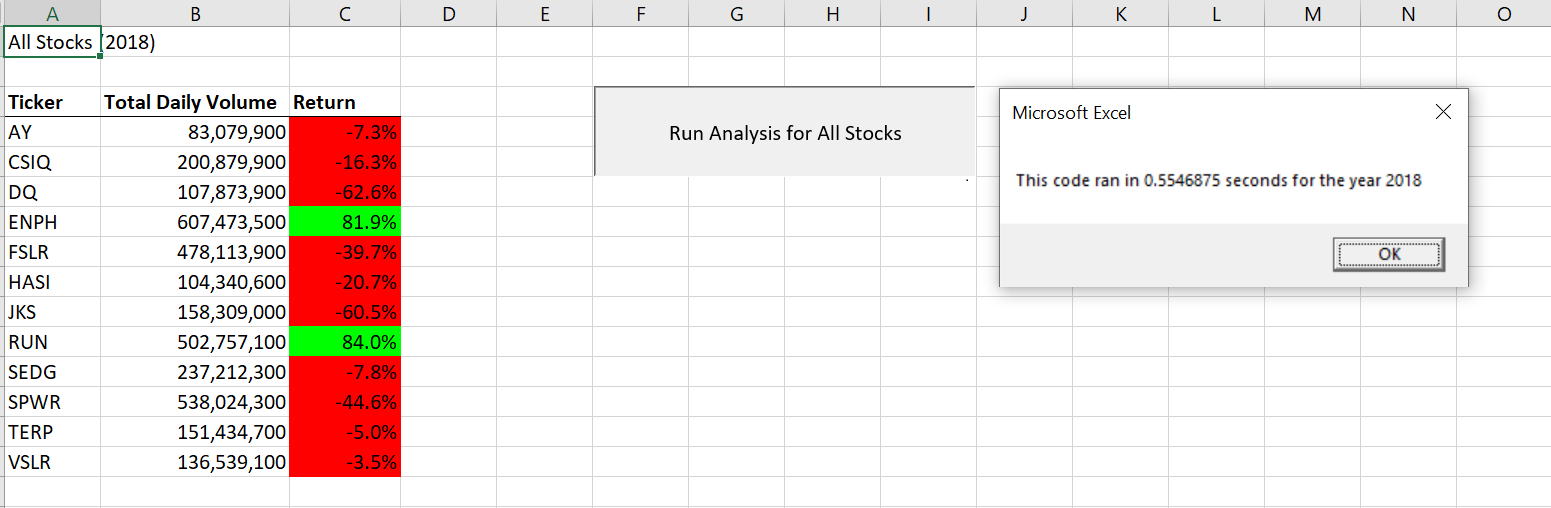 A B C D E F G H I J K L M N O
All Stocks (2018)
Ticker Total Daily Volume Return
AY 83,079,900 -7.3%
CSIQ 200,879,900 -16.3%
DQ 107,873,900 -62.6%
ENPH 607,473,500 81.9%
FSLR 478,113,900 -39.7%
HASI 104,340,600 -20.7%
JKS 158,309,000 -60.5%
RUN 502,757,100 84.0%
SEDG 237,212,300 -7.8%
SPWR 538,024,300 -44.6%
TERP 151,434,700 -5.0%
VSLR 136,539,100 -3.5%
Run Analysis for All Stocks
Microsoft Excel
This code ran in 0.5546875 seconds for the year 2018
OK